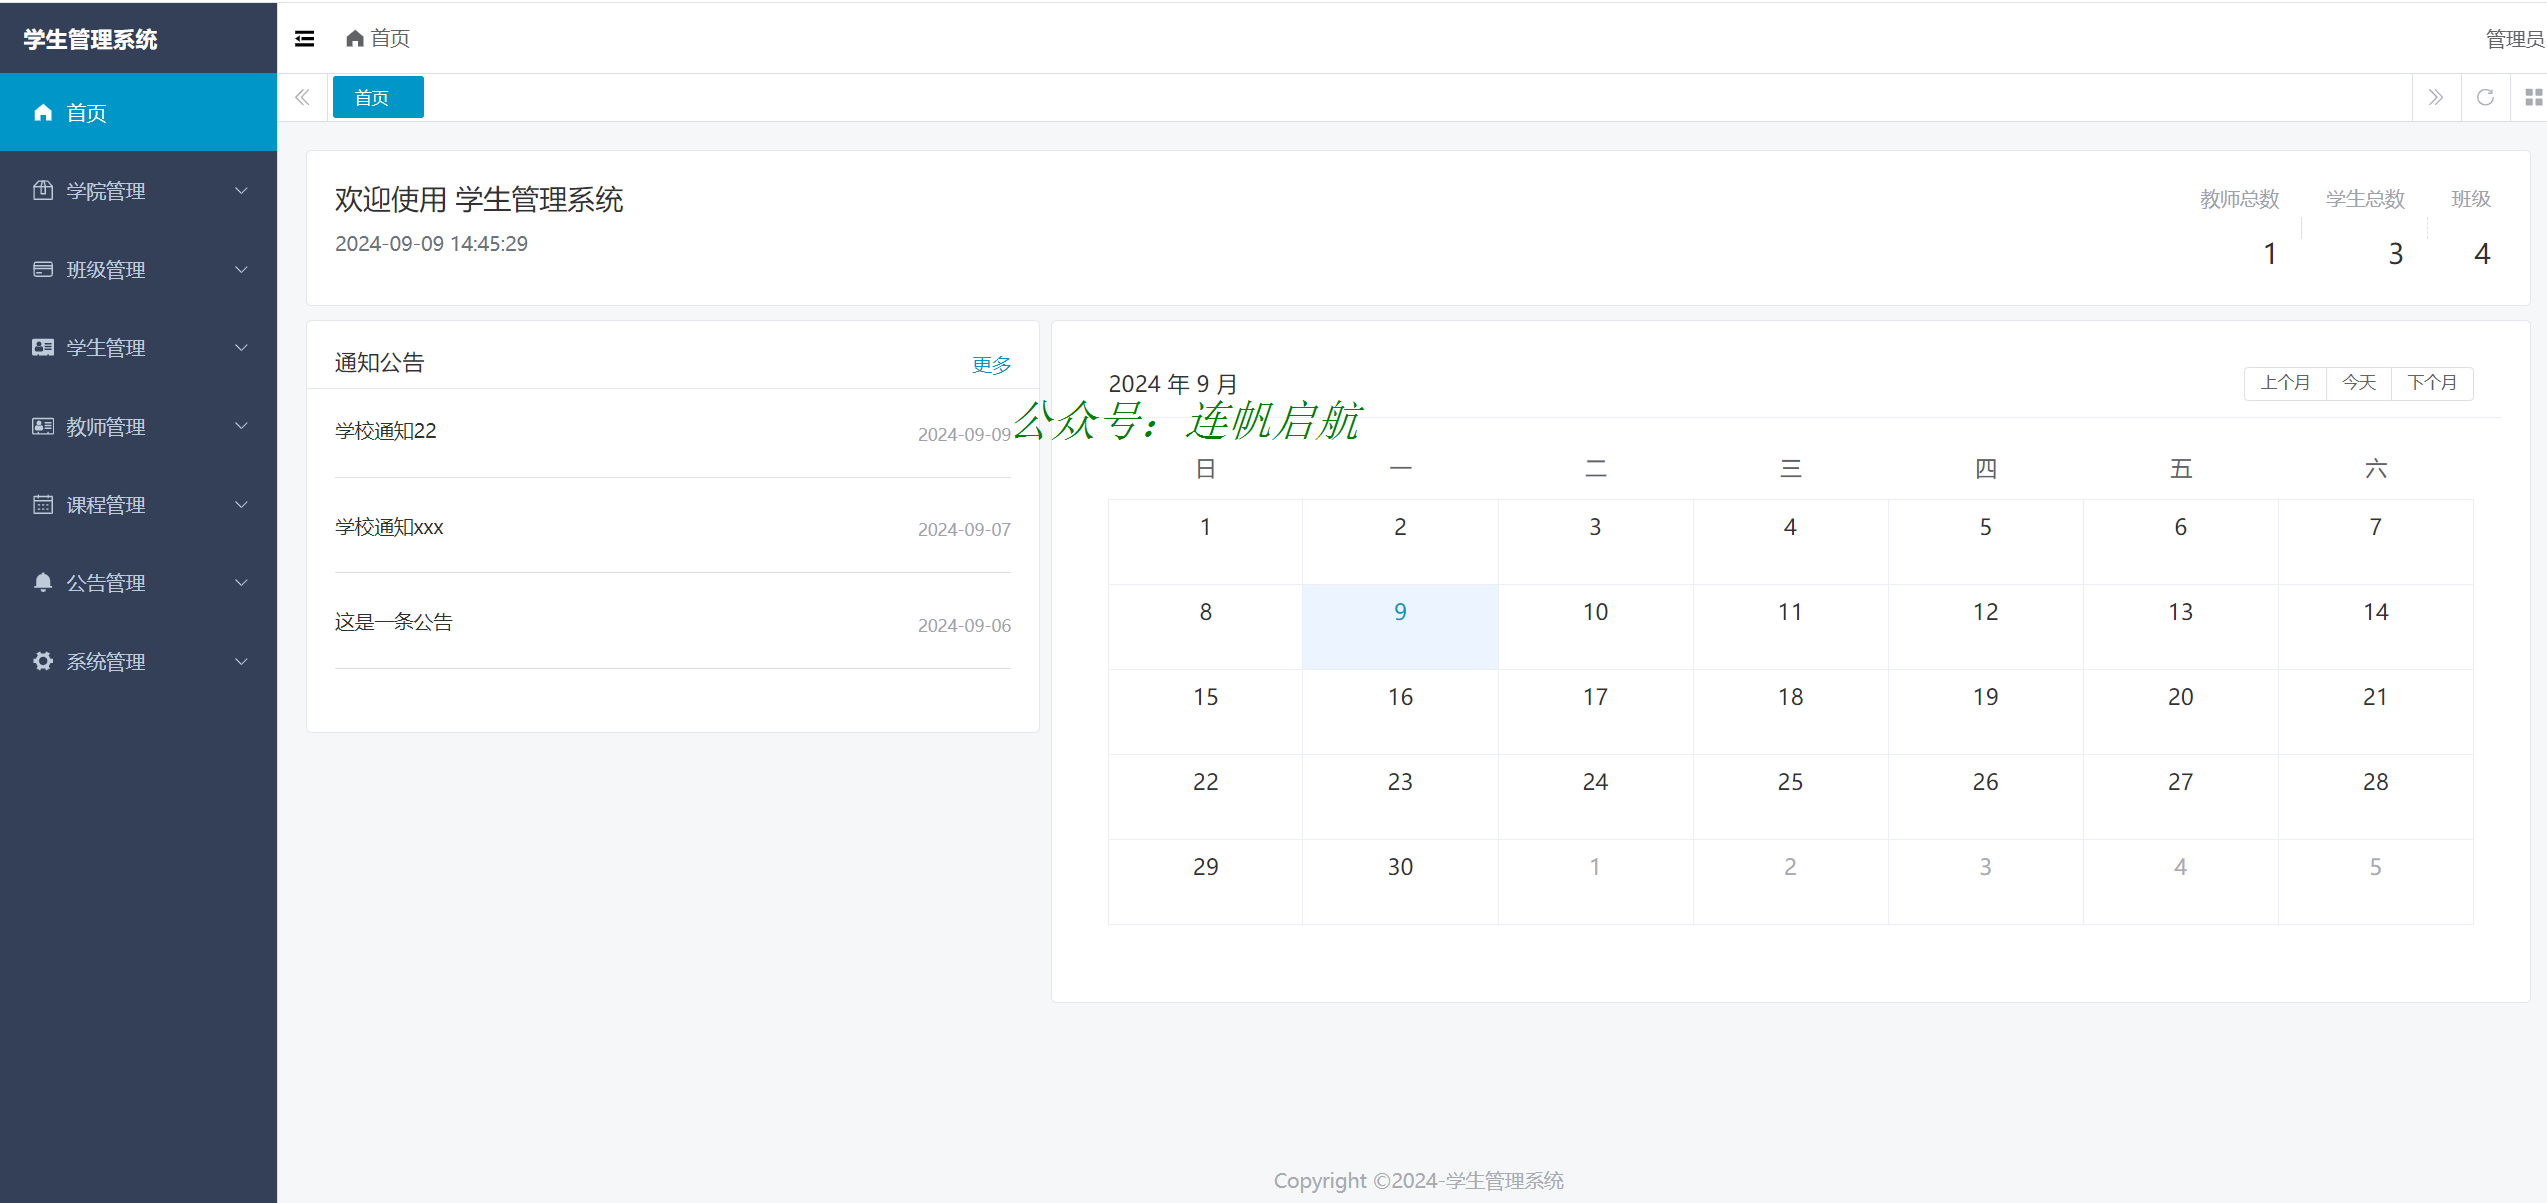 学生管理系统
首页
管理员
首页
首页
学院管理
班级管理
学生管理
教师管理
课程管理
公告管理
系统管理
欢迎使用 学生管理系统
2024-09-09 14:45:29
教师总数 学生总数 班级
1 3 4
通知公告 更多
学校通知22 2024-09-09
学校通知xxx 2024-09-07
这是一条公告 2024-09-06
公众号：连帆启航
2024 年 9 月 上个月 今天 下个月
日 一 二 三 四 五 六
1 2 3 4 5 6 7
8 9 10 11 12 13 14
15 16 17 18 19 20 21
22 23 24 25 26 27 28
29 30 1 2 3 4 5
Copyright ©2024-学生管理系统